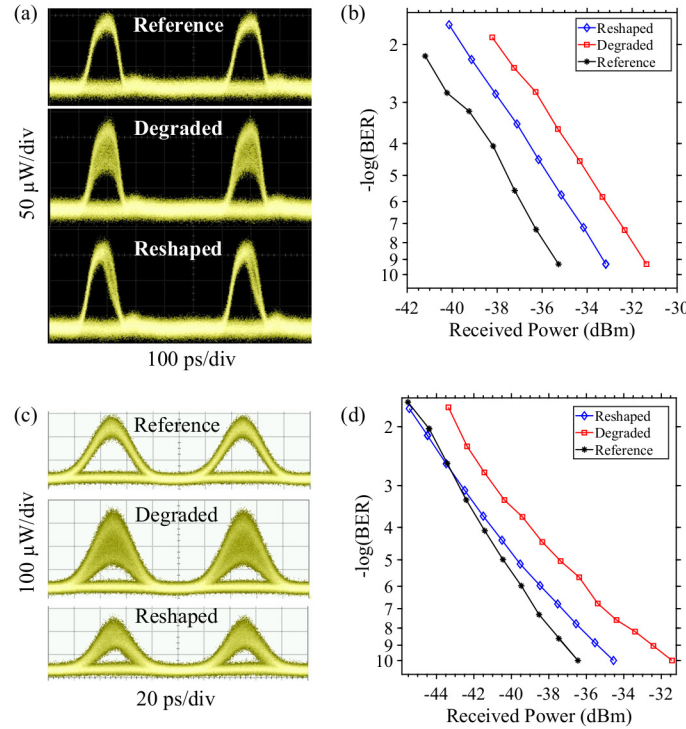 (a)
Reference
Degraded
Reshaped
50 μW/div
100 ps/div
(b)
Reshaped
Degraded
Reference
-log(BER)
2
3
4
5
6
7
8
9
10
-42 -40 -38 -36 -35 -33 -32 -30
Received Power (dBm)
(c)
Reference
Degraded
Reshaped
100 μW/div
20 ps/div
(d)
Reshaped
Degraded
Reference
-log(BER)
2
3
4
5
6
7
8
9
10
-44 -42 -40 -38 -36 -34 -32
Received Power (dBm)